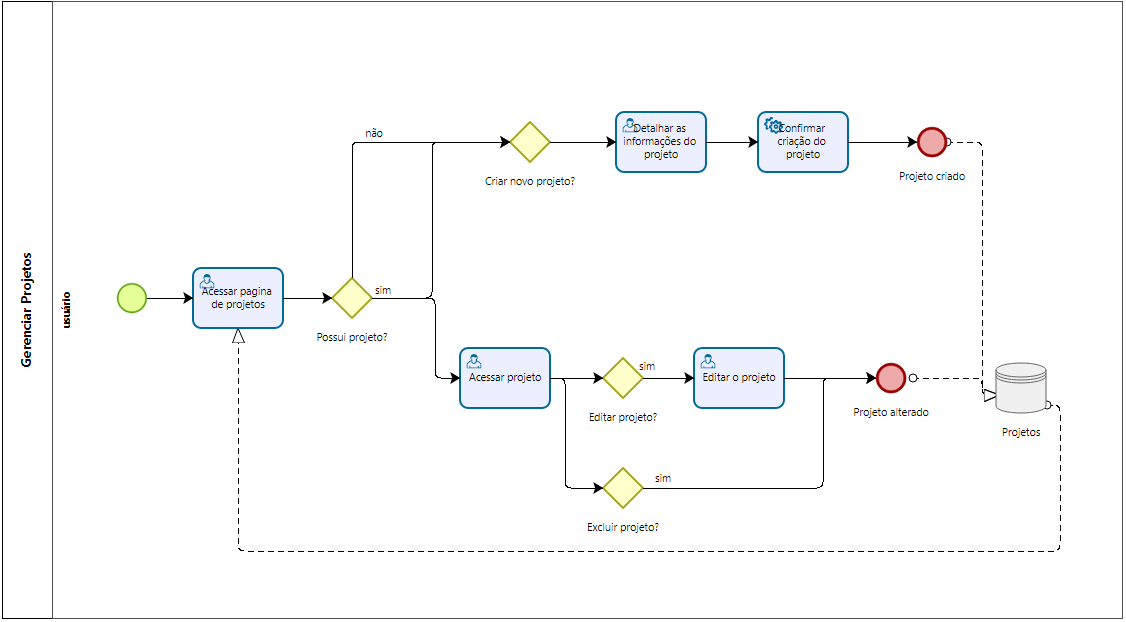 Gerenciar Projetos
usuário
não
Criar novo projeto?
Detalhar as
informações do
projeto
Confirmar
criação do
projeto
Projeto criado
Acessar pagina
de projetos
sim
Possui projeto?
Acessar projeto
sim
Editar projeto?
Editar o projeto
Projeto alterado
Projetos
sim
Excluir projeto?